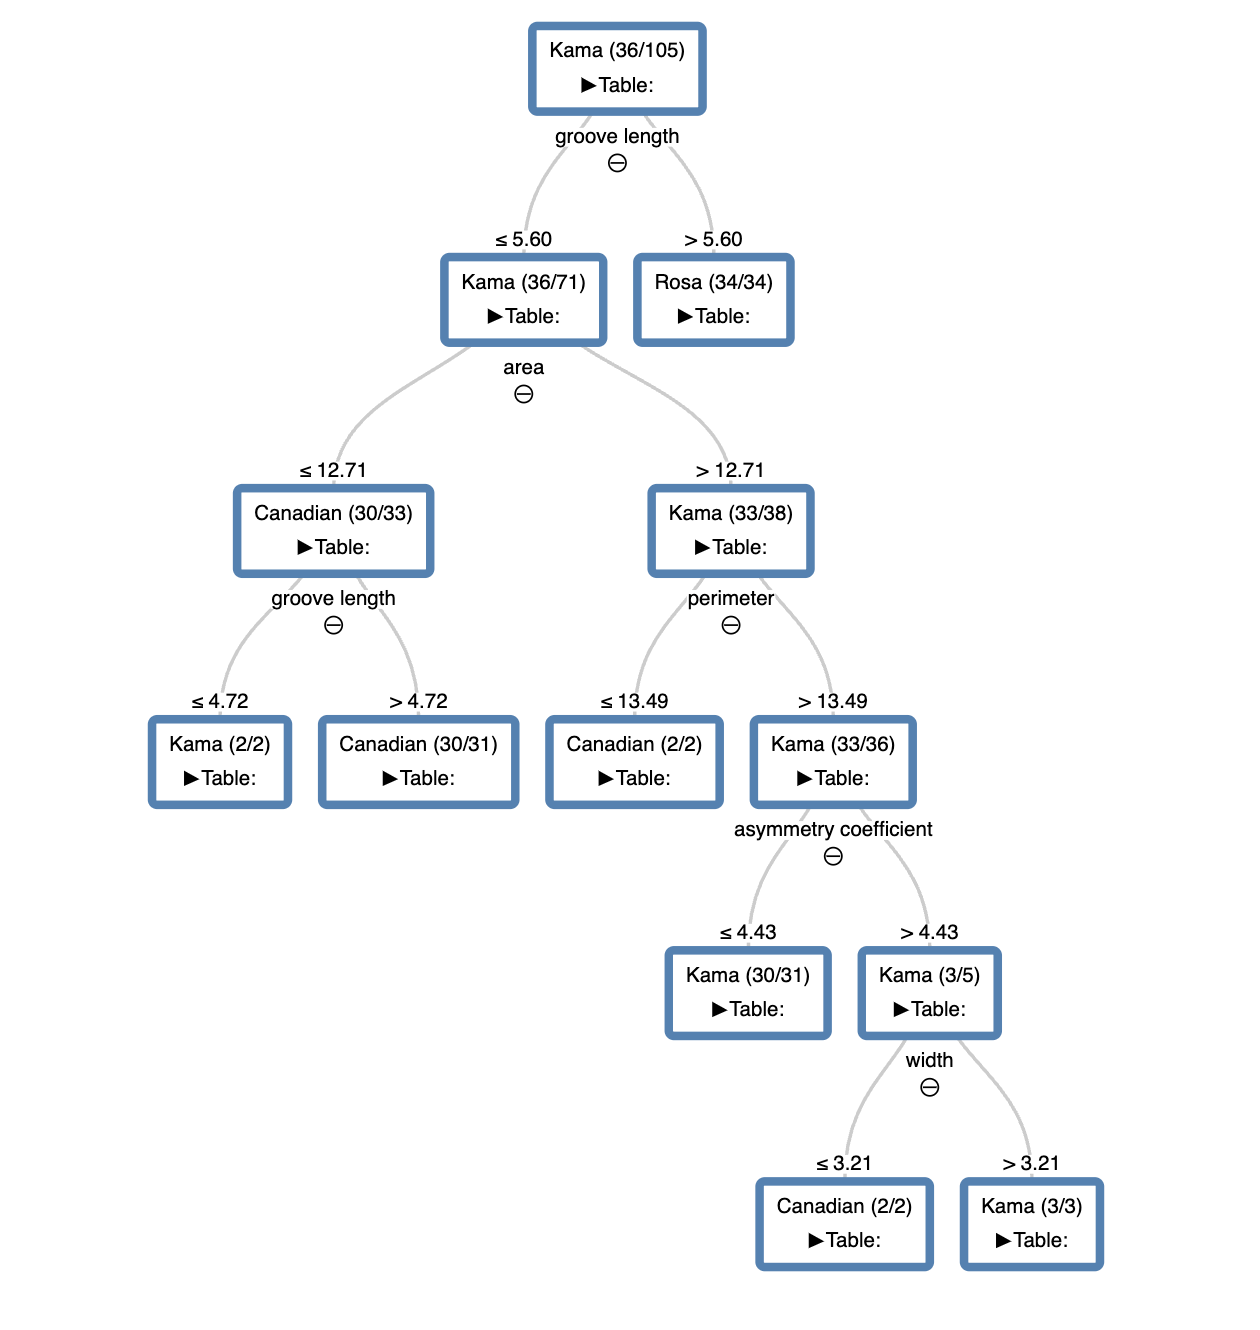 Kama (36/105)
▶Table:
groove length
≤ 5.60
> 5.60
Kama (36/71)
▶Table:
Rosa (34/34)
▶Table:
area
≤ 12.71
> 12.71
Canadian (30/33)
▶Table:
Kama (33/38)
▶Table:
groove length
perimeter
≤ 4.72
> 4.72
≤ 13.49
> 13.49
Kama (2/2)
▶Table:
Canadian (30/31)
▶Table:
Canadian (2/2)
▶Table:
Kama (33/36)
▶Table:
asymmetry coefficient
≤ 4.43
> 4.43
Kama (30/31)
▶Table:
Kama (3/5)
▶Table:
width
≤ 3.21
> 3.21
Canadian (2/2)
▶Table:
Kama (3/3)
▶Table: